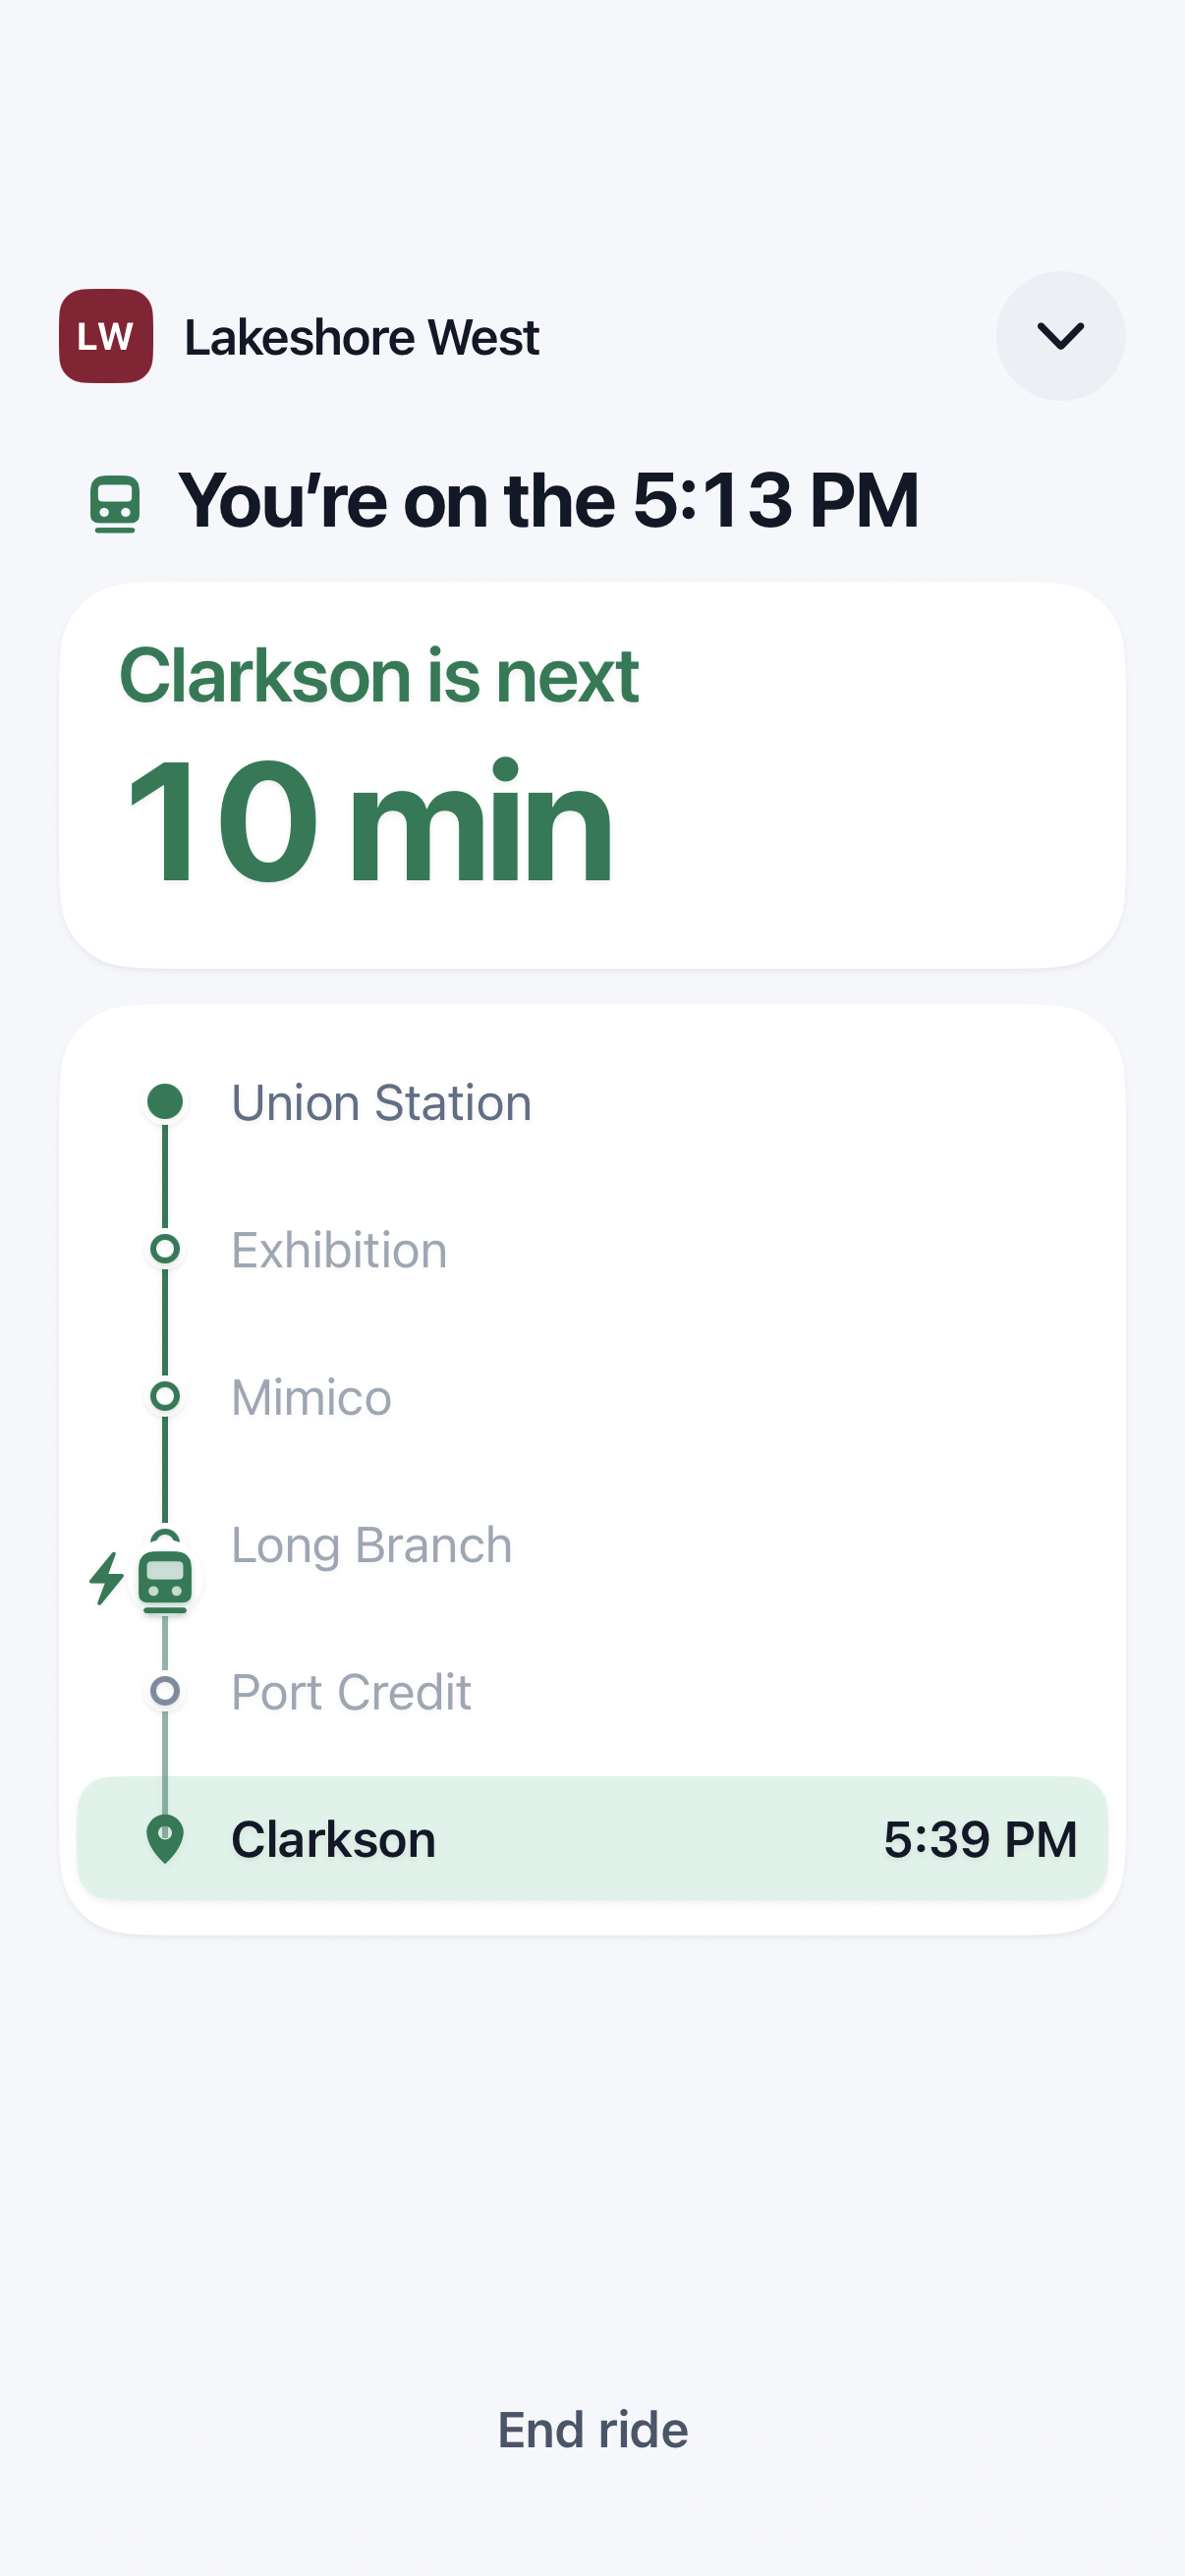 LW Lakeshore West
You’re on the 5:13 PM
Clarkson is next
10 min
Union Station
Exhibition
Mimico
Long Branch
Port Credit
Clarkson 5:39 PM
End ride